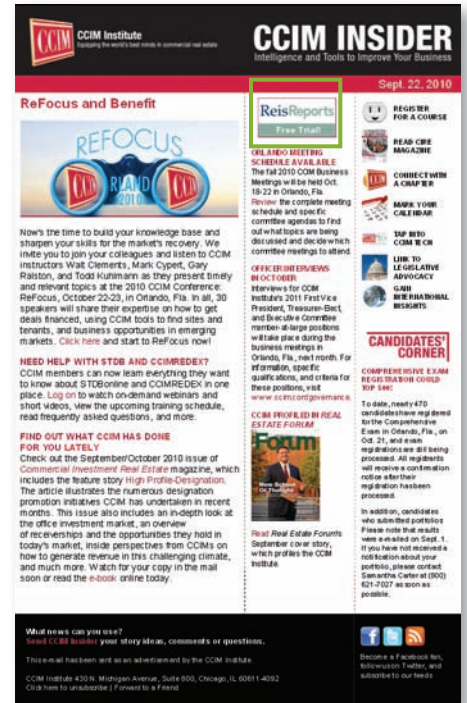 CCIM
CCIM Institute
Equipping the world's best minds in commercial real estate
CCIM INSIDER
Intelligence and Tools to Improve Your Business
Sept. 22, 2010
ReFocus and Benefit
REFOCUS
CCIM
ORLANDO
2010
CCIM
Now's the time to build your knowledge base and
sharpen your skills for the market's recovery. We
invite you to join your colleagues and listen to CCIM
instructors Walt Clements, Mark Cypert, Gary
Ralston, and Todd Kuhlmann as they present timely
and relevant topics at the 2010 CCIM Conference:
ReFocus, October 22-23, in Orlando, Fla. In all, 30
speakers will share their expertise on how to get
deals financed, using CCIM tools to find sites and
tenants, and business opportunities in emerging
markets. Click here and start to ReFocus now!
NEED HELP WITH STDB AND CCIMREDEX?
CCIM members can now learn everything they want
to know about STDBonline and CCIMREDEX in one
place. Log on to watch on-demand webinars and
short videos, view the upcoming training schedule,
read frequently asked questions, and more.
FIND OUT WHAT CCIM HAS DONE
FOR YOU LATELY
Check out the September/October 2010 issue of
Commercial Investment Real Estate magazine, which
includes the feature story High Profile-Designation.
The article illustrates the numerous designation
promotion initiatives CCIM has undertaken in recent
months. This issue also includes an in-depth look at
the office investment market, an overview
of receiverships and the opportunities they hold in
today's market, inside perspectives from CCIMs on
how to generate revenue in this challenging climate,
and much more. Watch for your copy in the mail
soon or read the e-book online today.
ReisReports
Free Trial!
ORLANDO MEETING
SCHEDULE AVAILABLE
The fall 2010 CCIM Business
Meetings will be held Oct.
18-22 in Orlando, Fla.
Review the complete meeting
schedule and specific
committee agendas to find
out what topics are being
discussed and decide which
committee meetings to attend.
OFFICER INTERVIEWS
IN OCTOBER
Interviews for CCIM
Institute's 2011 First Vice
President, Treasurer-Elect,
and Executive Committee
member-at-large positions
will take place during the
business meetings in
Orlando, Fla., next month. For
information, specific
qualifications, and criteria for
these positions, visit
www.ccim.com/governance.
CCIM PROFILED IN REAL
ESTATE FORUM
Forum
New School
Of Thought
Read Real Estate Forum's
September cover story,
which profiles the CCIM
Institute.
REGISTER
FOR A COURSE
READ CIRE
MAGAZINE
CONNECT WITH
A CHAPTER
MARK YOUR
CALENDAR
TAP INTO
CCIM TECH
LINK TO
LEGISLATIVE
ADVOCACY
GAIN
INTERNATIONAL
INSIGHTS
CANDIDATES'
CORNER
COMPREHENSIVE EXAM
REGISTRATION COULD
TOP 500
To date, nearly 470
candidates have registered
for the Comprehensive
Exam in Orlando, Fla., on
Oct. 21, and exam
registrations are still being
processed. All registrants
will receive a confirmation
notice after their
registration has been
processed.
In addition, candidates
who submitted portfolios:
Please note that results
were e-mailed on Sept. 1.
If you have not received a
notification about your
portfolio, please contact
Samantha Carter at (800)
621-7027 as soon as
possible.
What news can you use?
Send CCIM Insider your story ideas, comments or questions.
This e-mail has been sent as an advertisement by the CCIM Institute.
CCIM Institute 430 N. Michigan Avenue, Suite 800, Chicago, IL 60611-4092
Click here to unsubscribe | Forward to a Friend
Become a Facebook fan,
follow us on Twitter, and
subscribe to our feeds